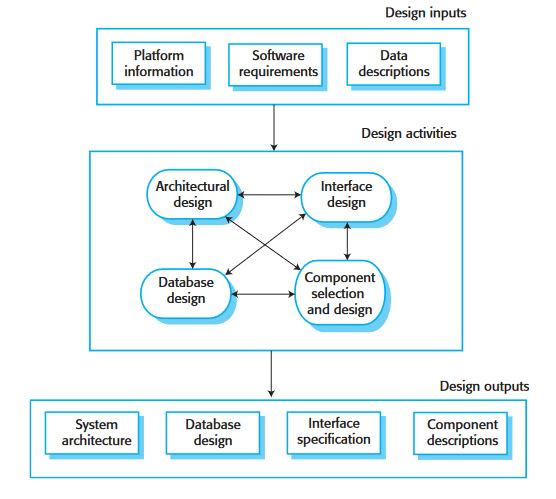 Design inputs
Platform
information
Software
requirements
Data
descriptions
Design activities
Architectural
design
Interface
design
Database
design
Component
selection
and design
Design outputs
System
architecture
Database
design
Interface
specification
Component
descriptions